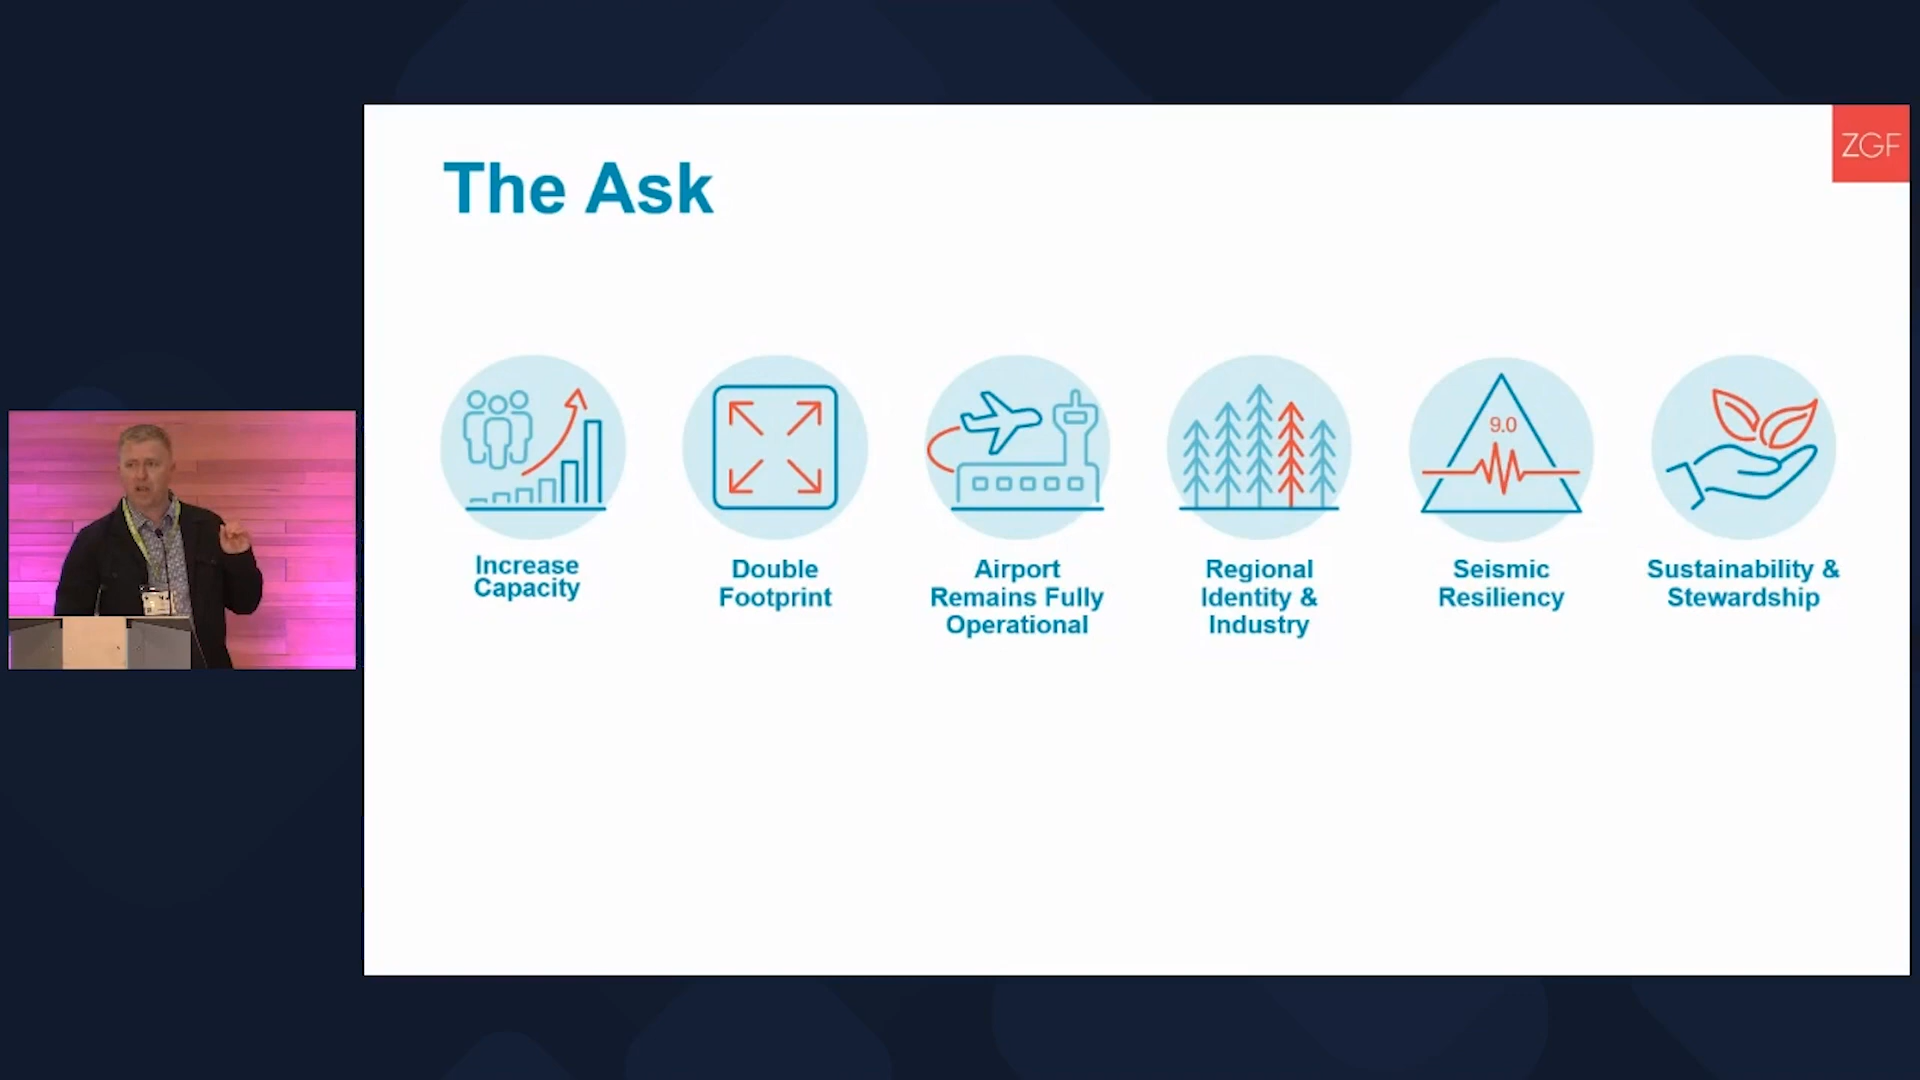 The Ask
ZGF
Increase
Capacity
Double
Footprint
Airport
Remains Fully
Operational
Regional
Identity &
Industry
9.0
Seismic
Resiliency
Sustainability &
Stewardship